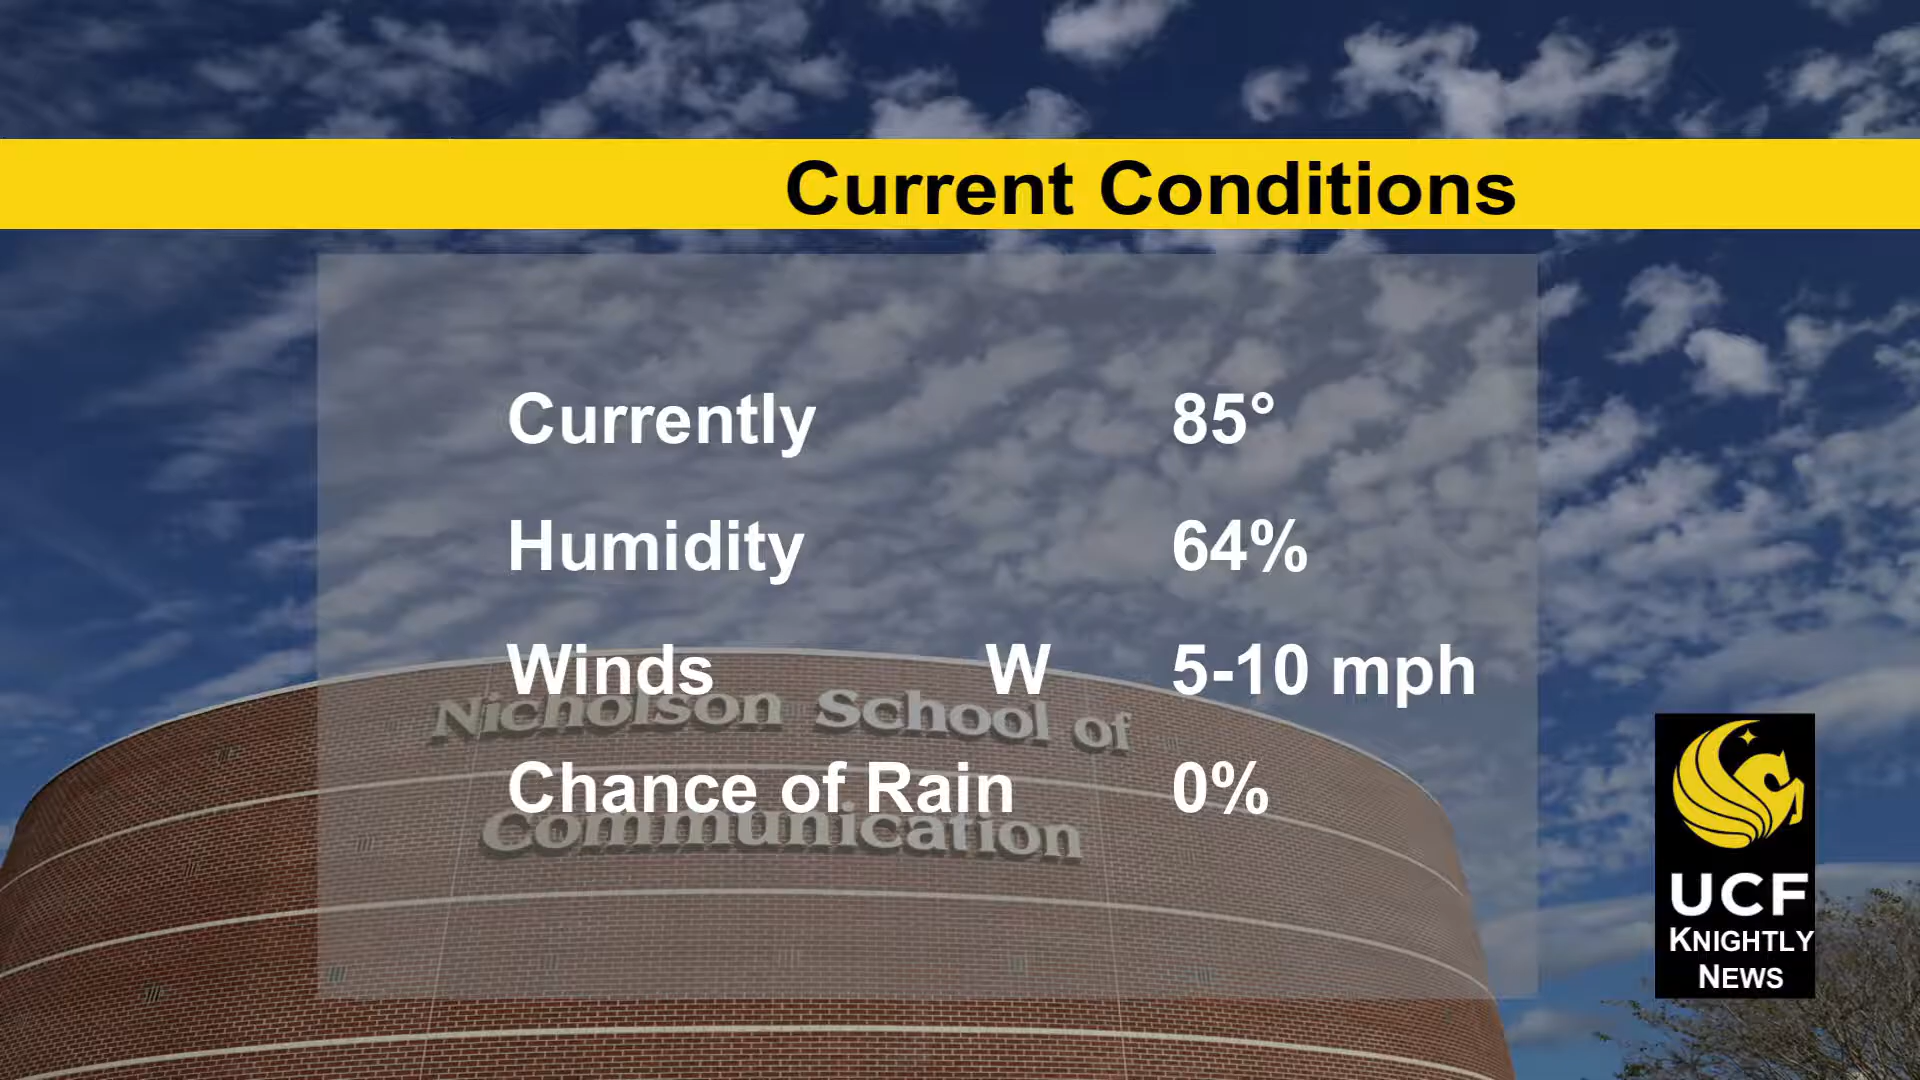 Current Conditions
Currently 85°
Humidity 64%
Winds W 5-10 mph
Nicholson School of
Chance of Rain 0%
Communication
UCF
KNIGHTLY
NEWS